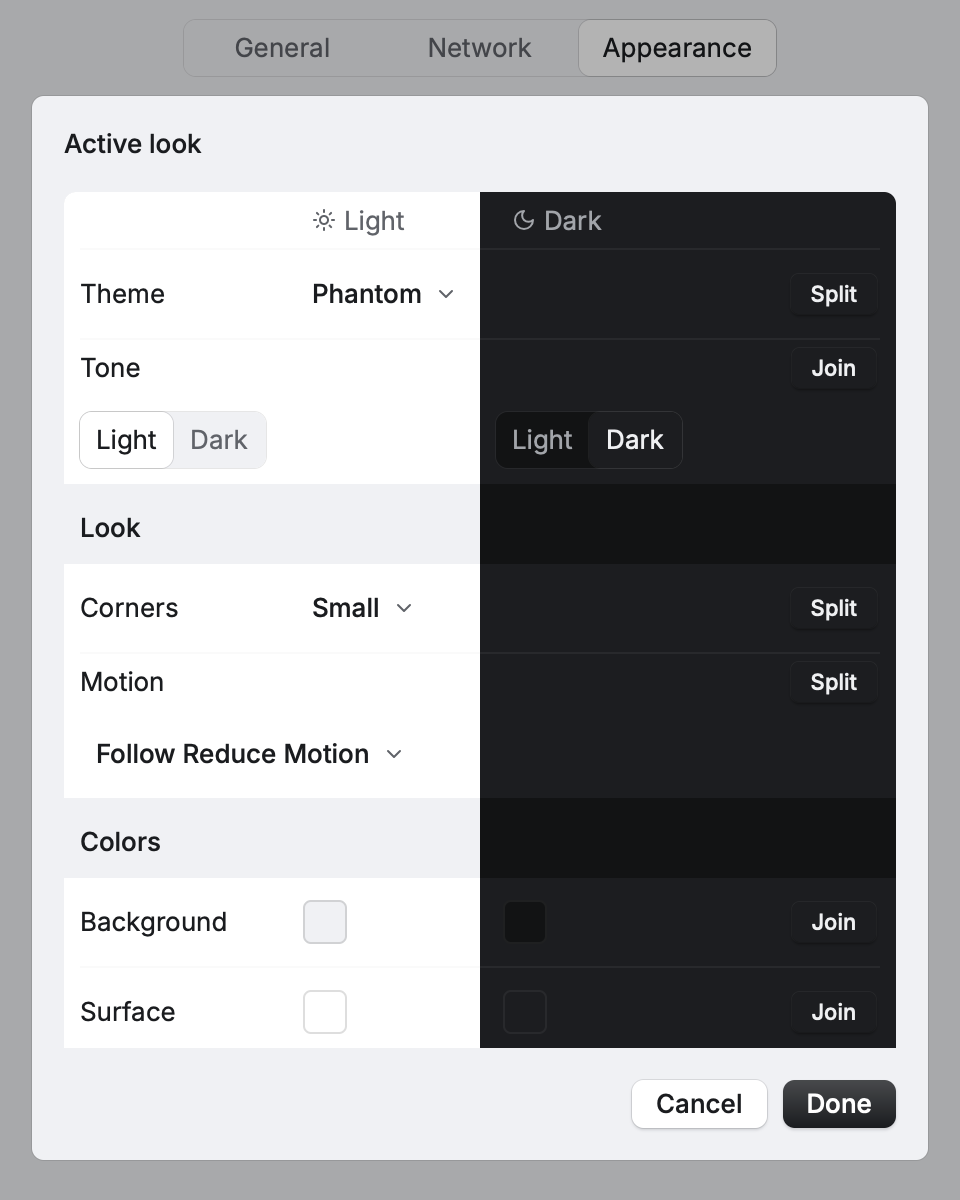 General Network Appearance
Active look
Light Dark
Theme Phantom Split
Tone Join
Light Dark Light Dark
Look
Corners Small Split
Motion Split
Follow Reduce Motion
Colors
Background Join
Surface Join
Cancel Done